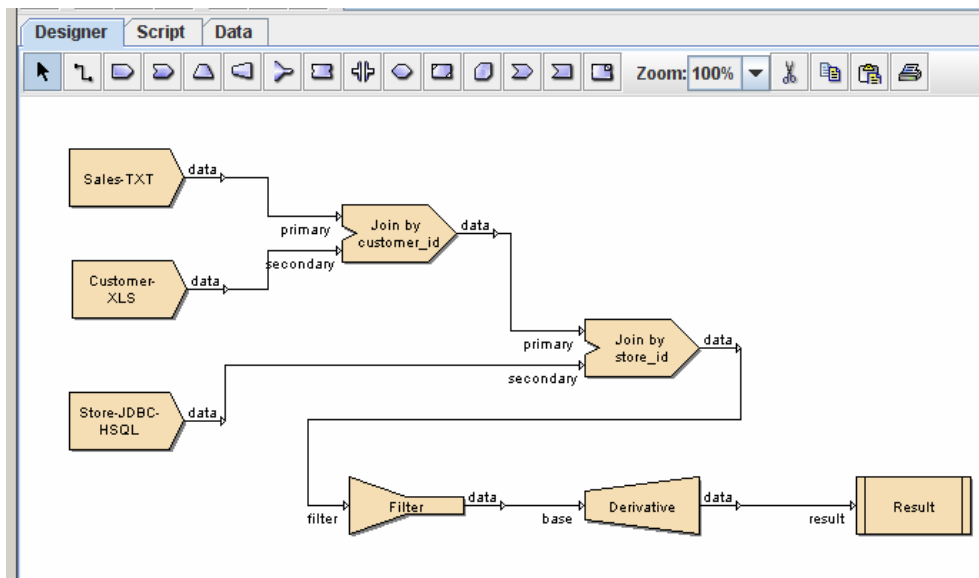 Designer Script Data
Zoom: 100%
Sales-TXT
data
primary
Join by
customer_id
data
secondary
Customer-
XLS
data
primary
Join by
store_id
data
secondary
Store-JDBC-
HSQL
data
filter
Filter
data
base
Derivative
data
result
Result